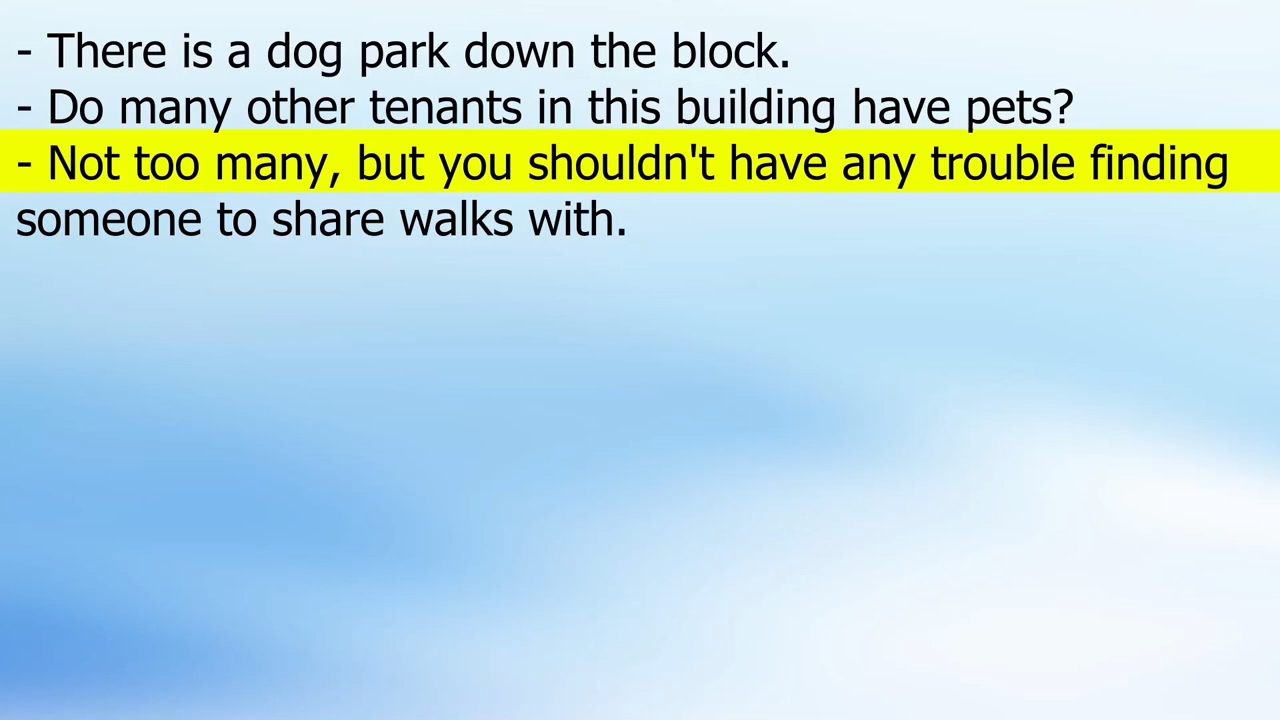 - There is a dog park down the block.
- Do many other tenants in this building have pets?
- Not too many, but you shouldn't have any trouble finding
someone to share walks with.